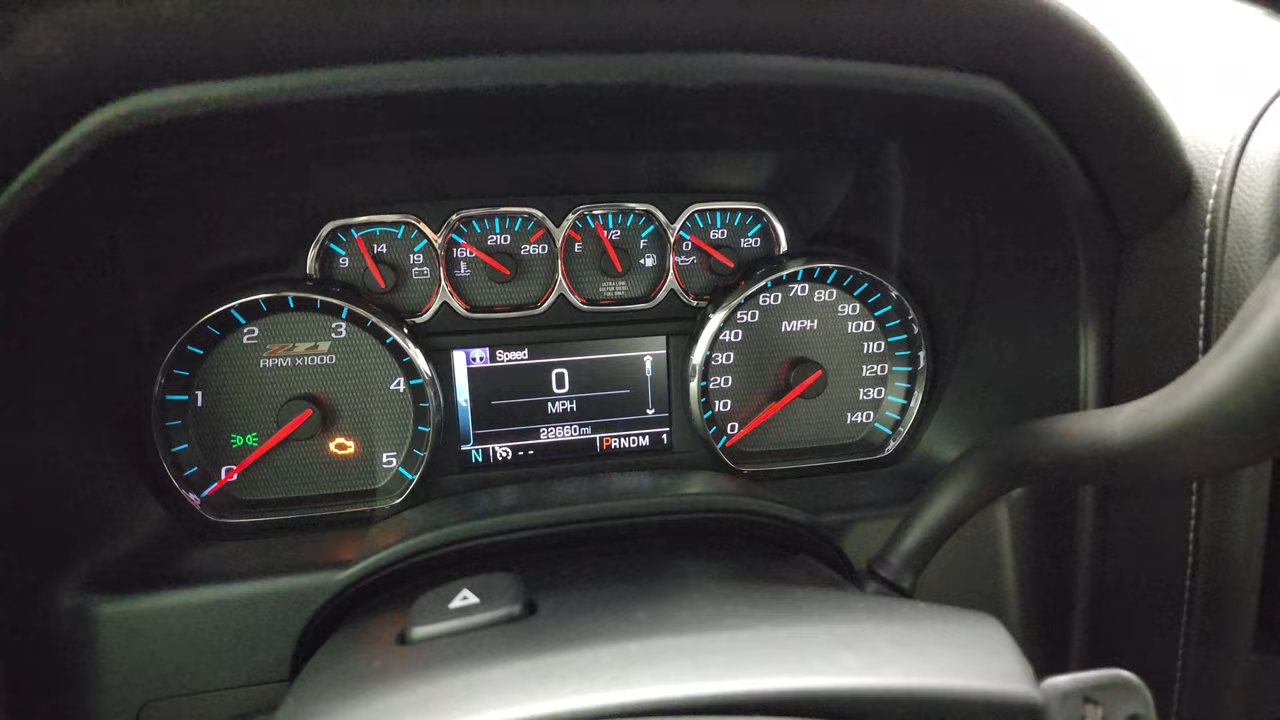 9 14 19
160 210 260
E 1/2 F
ULTRA LOW
SULFUR DIESEL
FUEL ONLY
0 60 120
0 1 2 3 4 5
Z71
RPM X1000
Speed
0
MPH
22660mi
N -- PRNDM 1
MPH
0 10 20 30 40 50 60 70 80 90 100 110 120 130 140